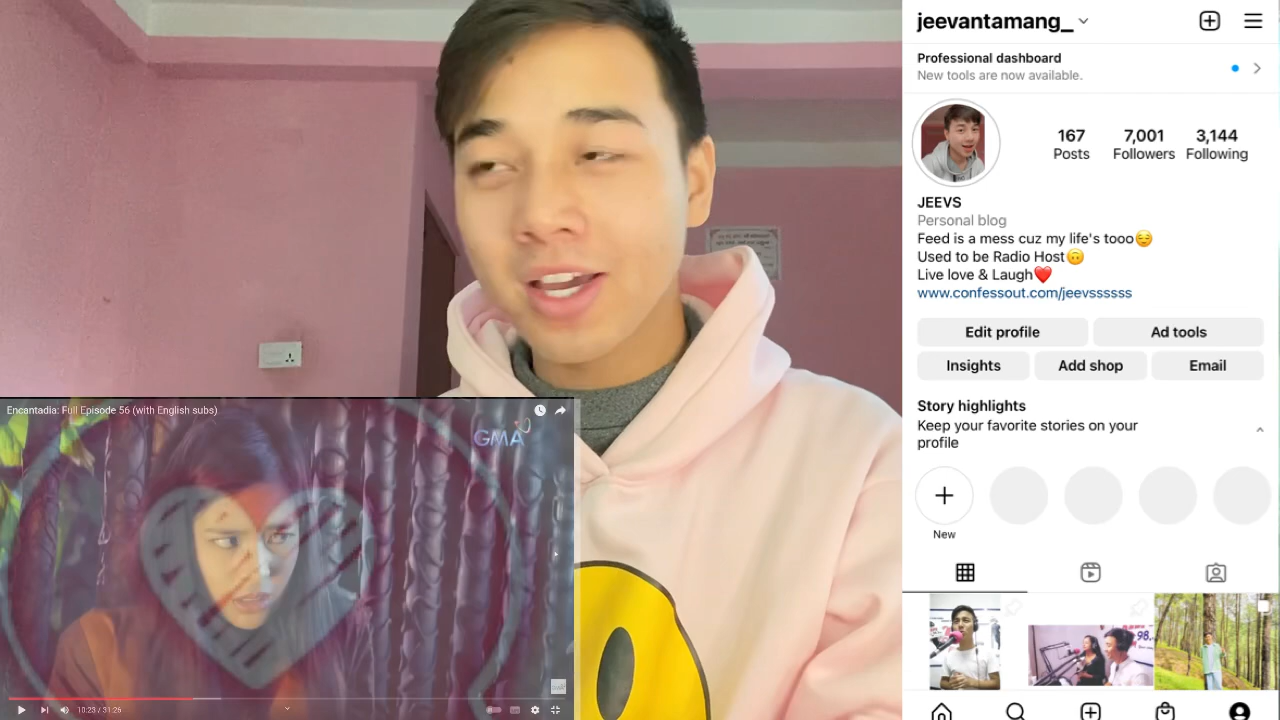 Encantadia: Full Episode 56 (with English subs)
GMA
10:23 / 31:26
jeevantamang_
Professional dashboard
New tools are now available.
167 7,001 3,144
Posts Followers Following
JEEVS
Personal blog
Feed is a mess cuz my life's tooo😌
Used to be Radio Host🙃
Live love & Laugh❤️
www.confessout.com/jeevssssss
Edit profile Ad tools
Insights Add shop Email
Story highlights
Keep your favorite stories on your
profile
New
98.